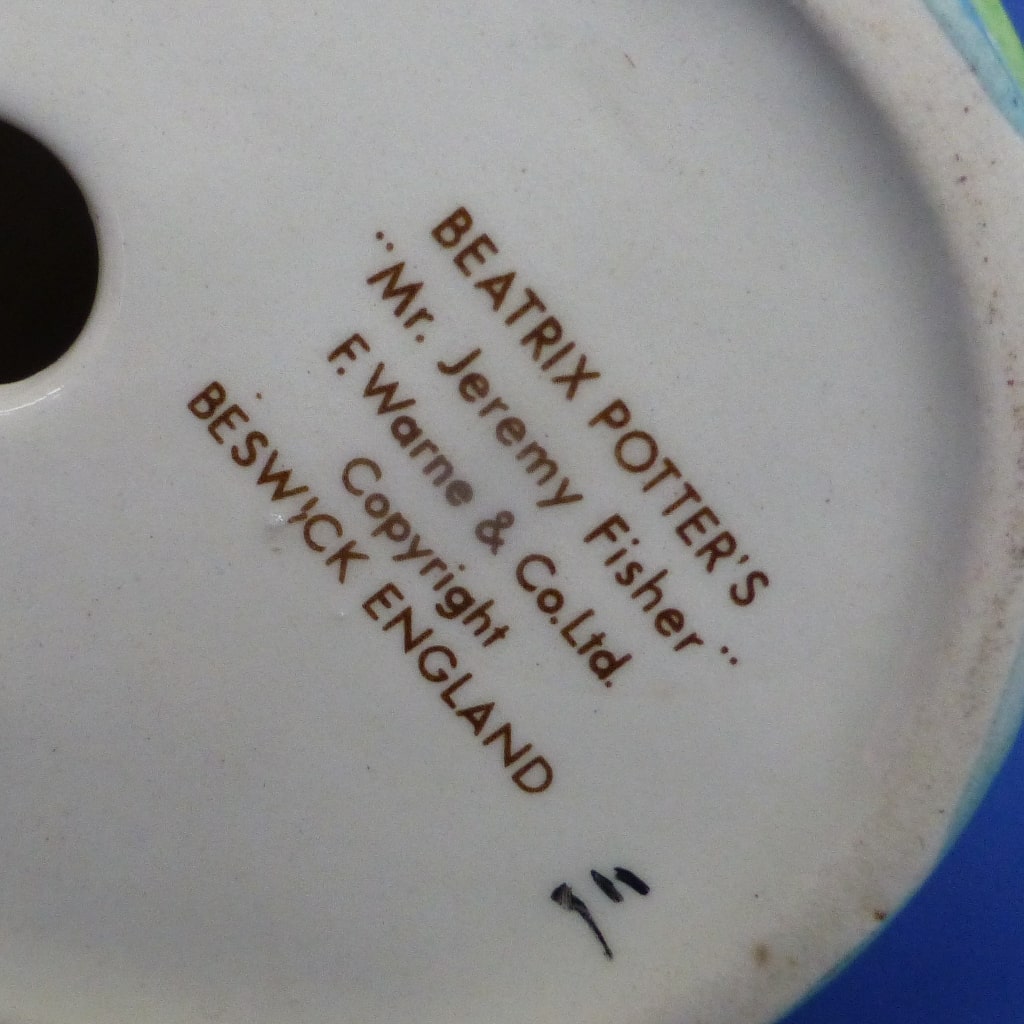 BEATRIX POTTER'S
"Mr. Jeremy Fisher"
F. Warne & Co.Ltd.
Copyright
BESWICK ENGLAND